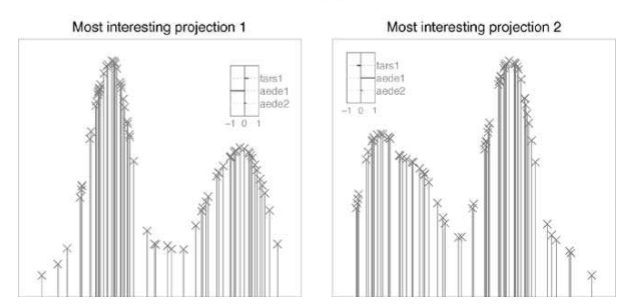 Most interesting projection 1
tars1
aede1
aede2
−1 0 1
Most interesting projection 2
tars1
aede1
aede2
−1 0 1